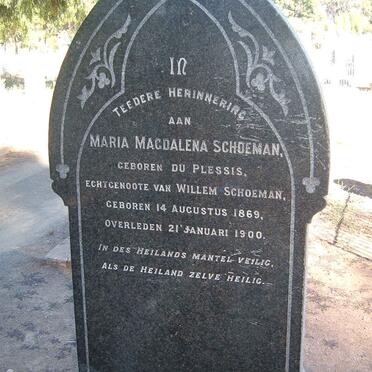 IN
TEEDERE HERINNERING
AAN
MARIA MAGDALENA SCHOEMAN,
GEBOREN DU PLESSIS,
ECHTGENOOTE VAN WILLEM SCHOEMAN,
GEBOREN 14 AUGUSTUS 1869,
OVERLEDEN 21 JANUARI 1900.
IN DES HEILANDS MANTEL VEILIG,
ALS DE HEILAND ZELVE HEILIG.